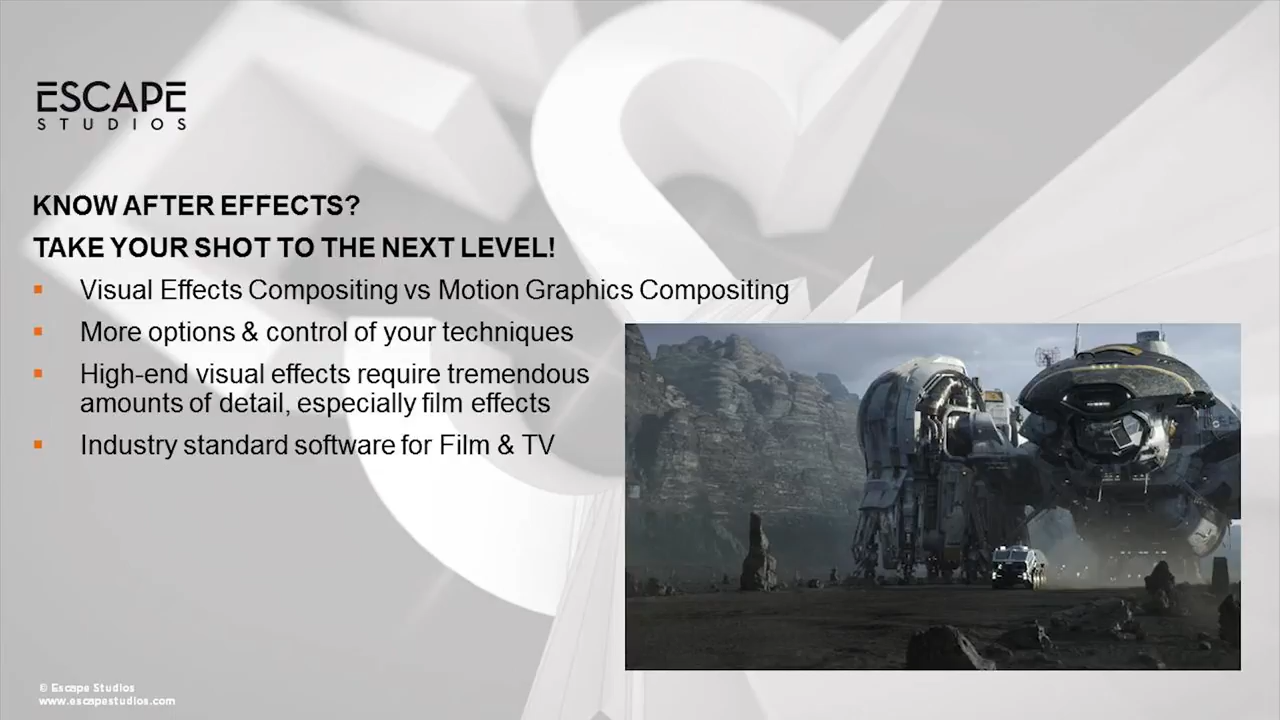 ESCAPE
STUDIOS
KNOW AFTER EFFECTS?
TAKE YOUR SHOT TO THE NEXT LEVEL!
Visual Effects Compositing vs Motion Graphics Compositing
More options & control of your techniques
High-end visual effects require tremendous
amounts of detail, especially film effects
Industry standard software for Film & TV
© Escape Studios
www.escapestudios.com